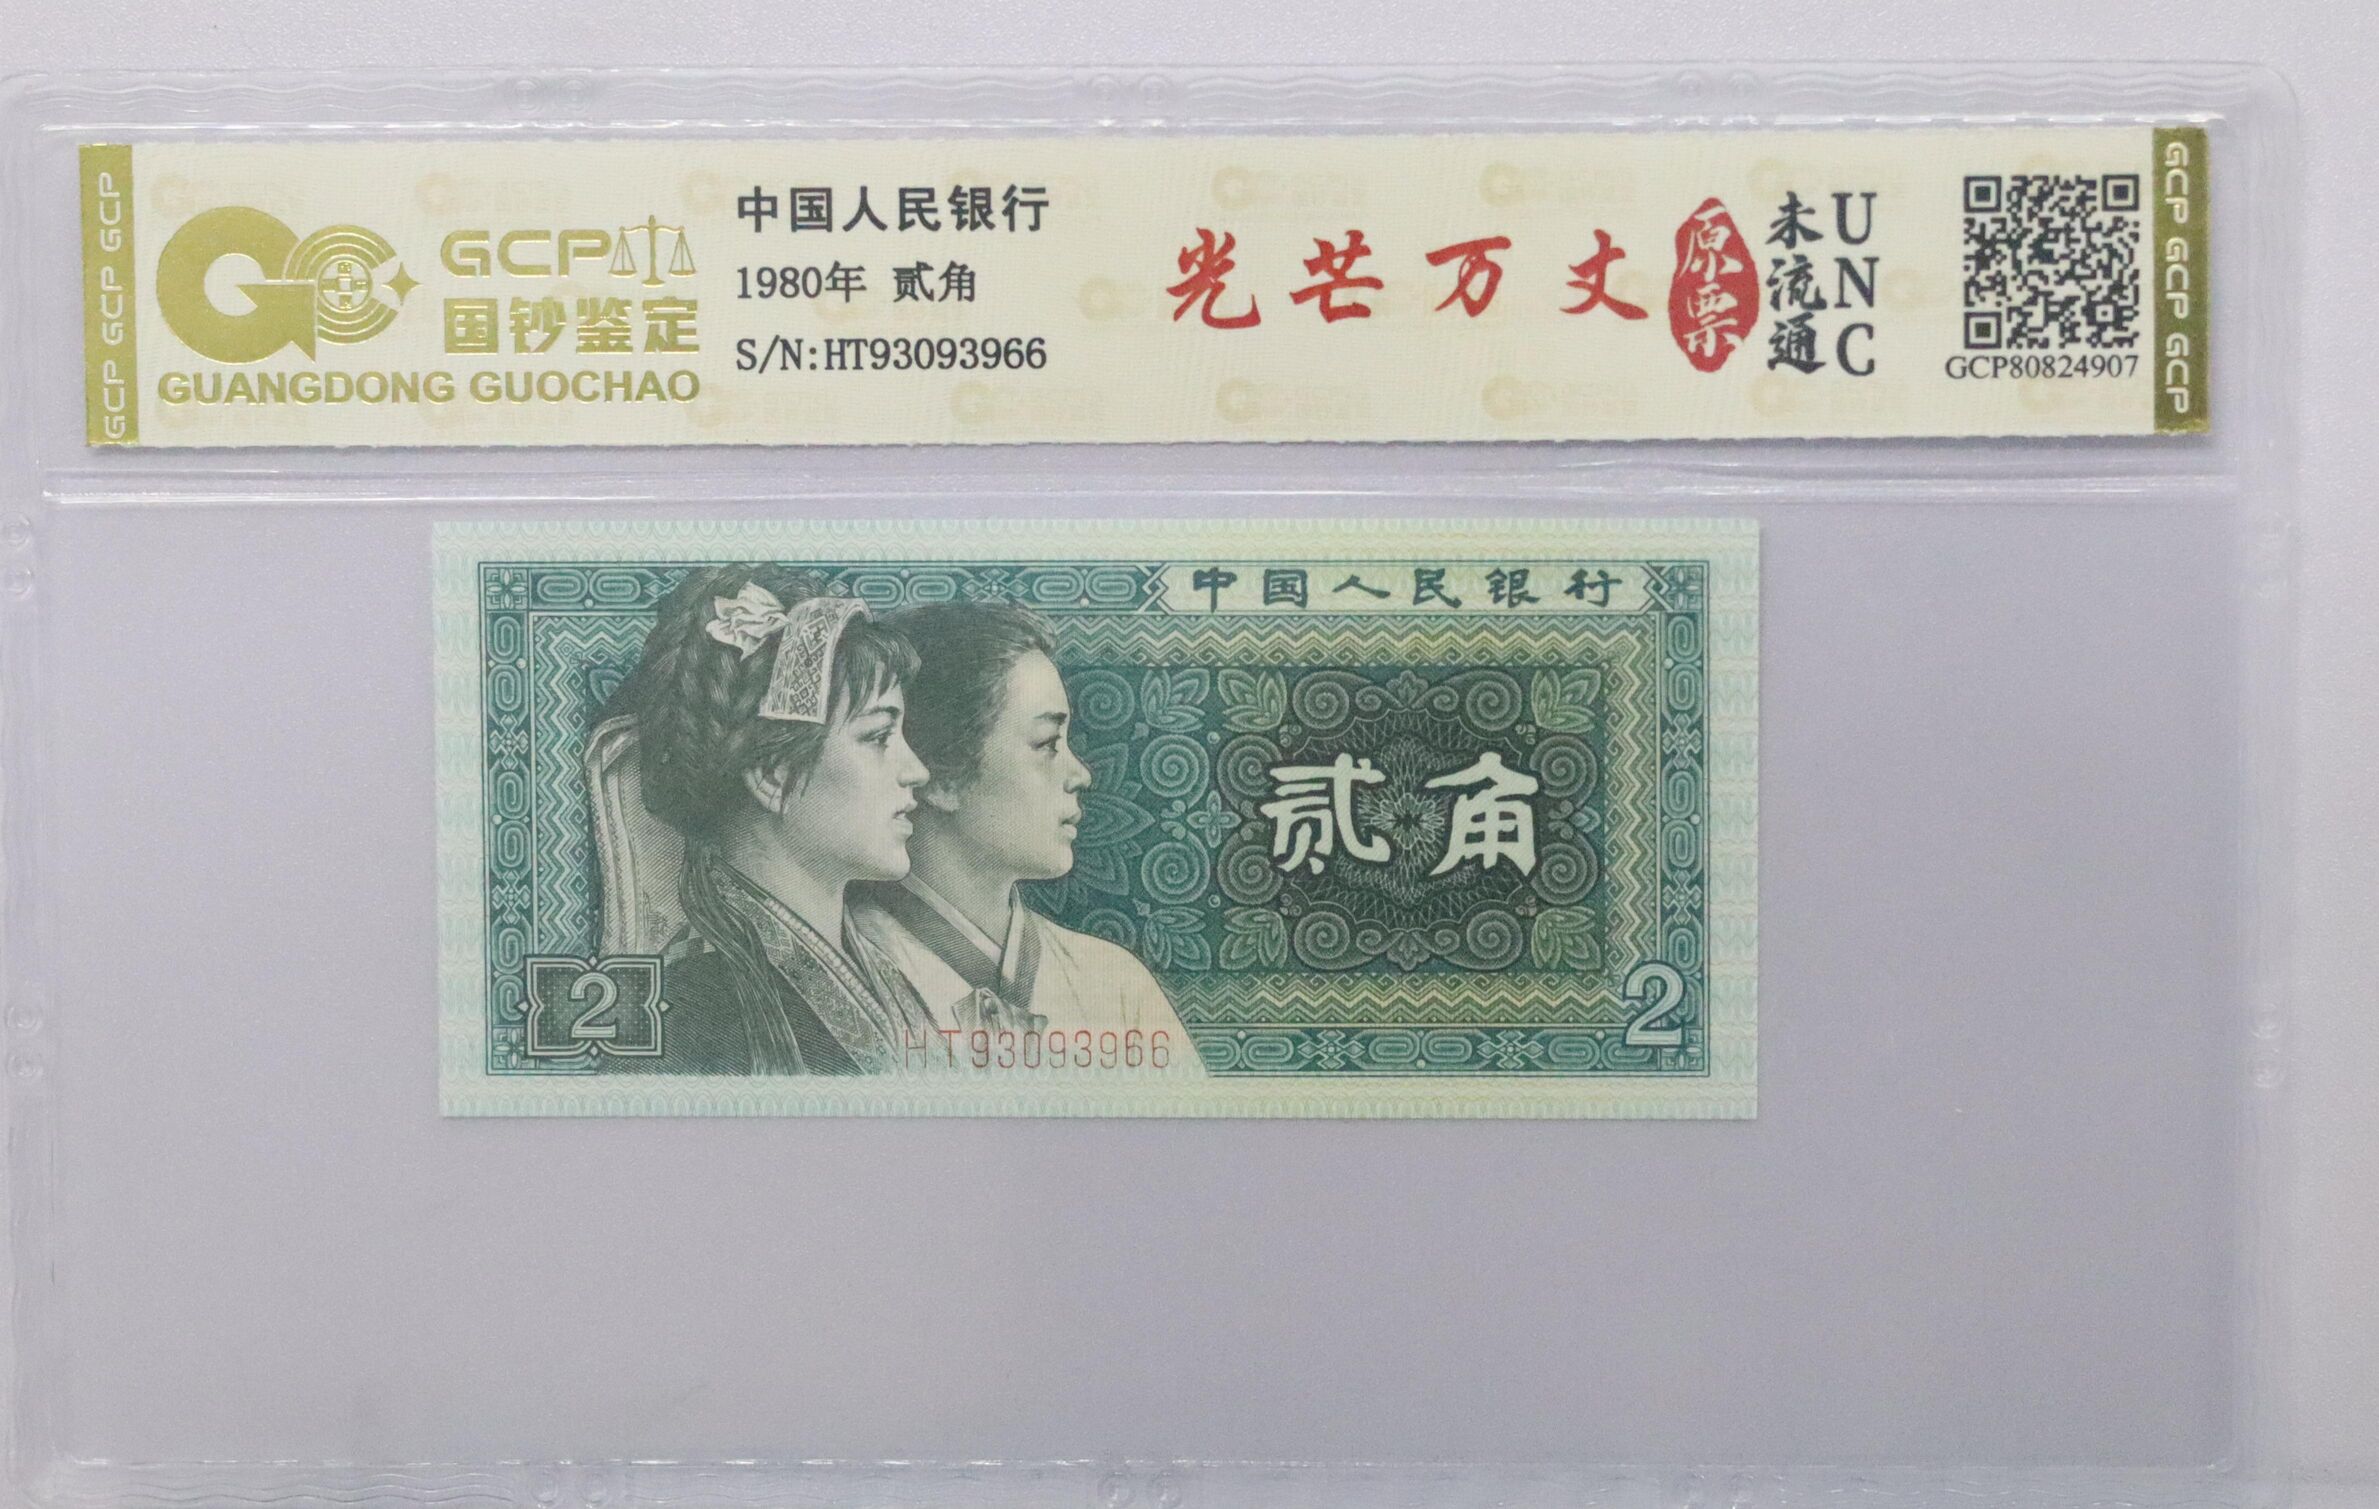 GCP GCP GCP
GCP
国钞鉴定
GUANGDONG GUOCHAO
中国人民银行
1980年 贰角
S/N:HT93093966
光芒万丈
原票
未流通
UNC
GCP80824907
GCP GCP GCP
中国人民银行
贰角
2
2
HT93093966